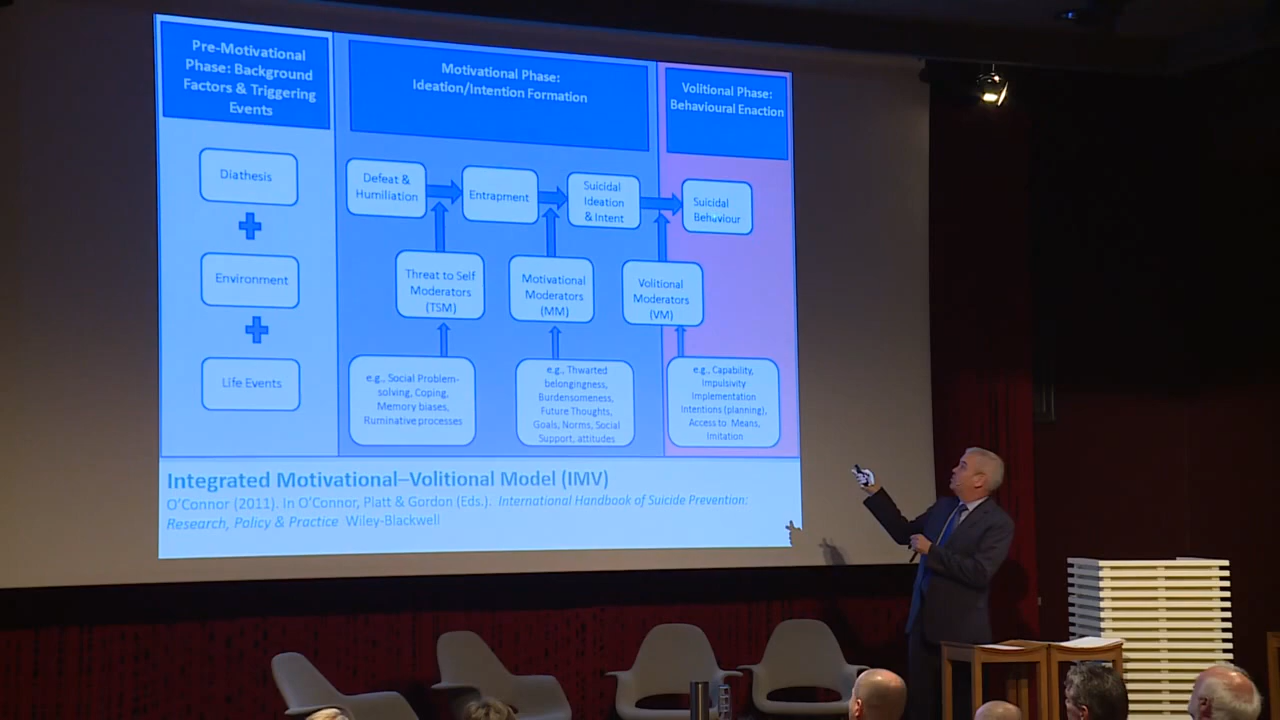 Pre-Motivational
Phase: Background
Factors & Triggering
Events
Motivational Phase:
Ideation/Intention Formation
Volitional Phase:
Behavioural Enaction
Diathesis
Environment
Life Events
Defeat &
Humiliation
Entrapment
Suicidal
Ideation
& Intent
Suicidal
Behaviour
Threat to Self
Moderators
(TSM)
Motivational
Moderators
(MM)
Volitional
Moderators
(VM)
e.g., Social Problem-
solving, Coping,
Memory biases,
Ruminative processes
e.g., Thwarted
belongingness,
Burdensomeness,
Future Thoughts,
Goals, Norms, Social
Support, attitudes
e.g., Capability,
Impulsivity
Implementation
Intentions (planning),
Access to Means,
Imitation
Integrated Motivational–Volitional Model (IMV)
O'Connor (2011). In O'Connor, Platt & Gordon (Eds.). International Handbook of Suicide Prevention:
Research, Policy & Practice Wiley-Blackwell